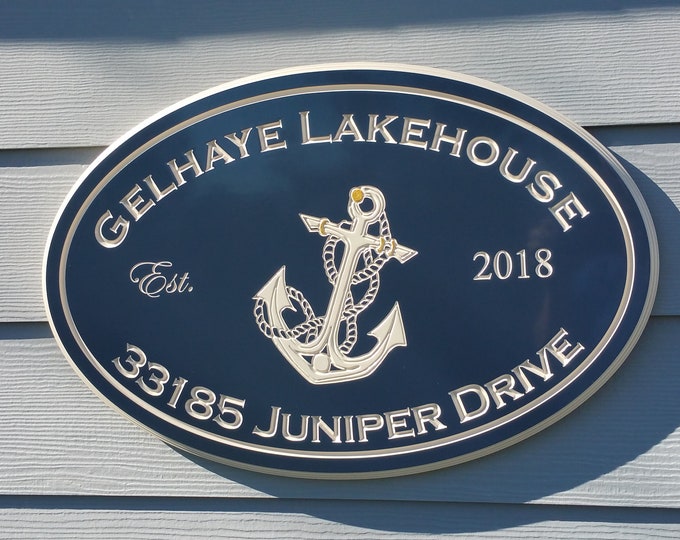 GELHAYE LAKEHOUSE
Est. 2018
33185 JUNIPER DRIVE